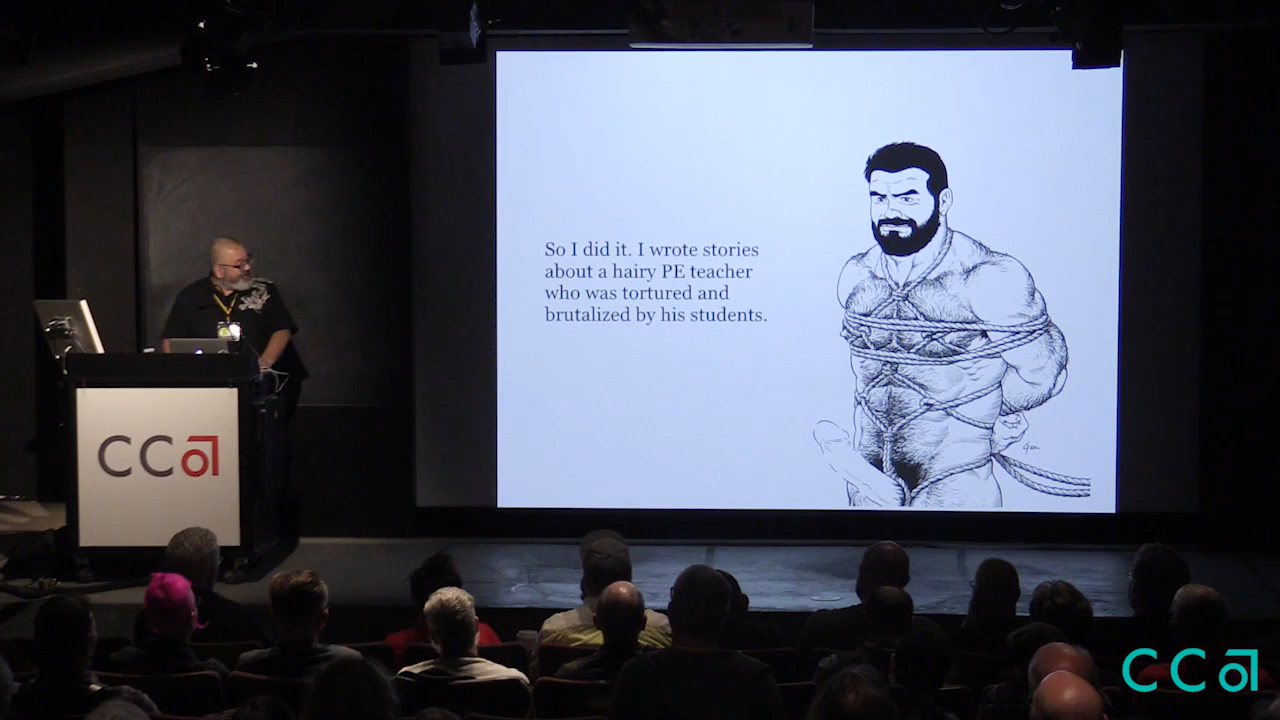 So I did it. I wrote stories
about a hairy PE teacher
who was tortured and
brutalized by his students.
CCa
CCa